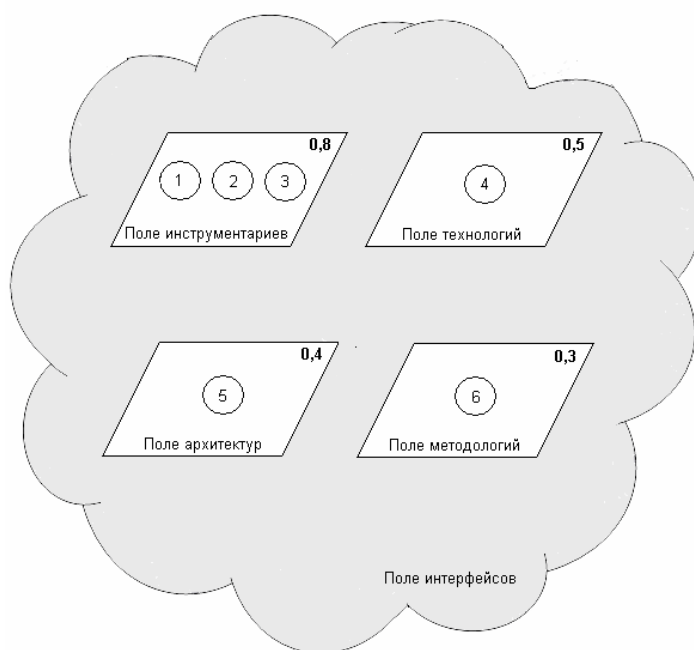 0,8
1 2 3
Поле инструментариев
0,5
4
Поле технологий
0,4
5
Поле архитектур
0,3
6
Поле методологий
Поле интерфейсов